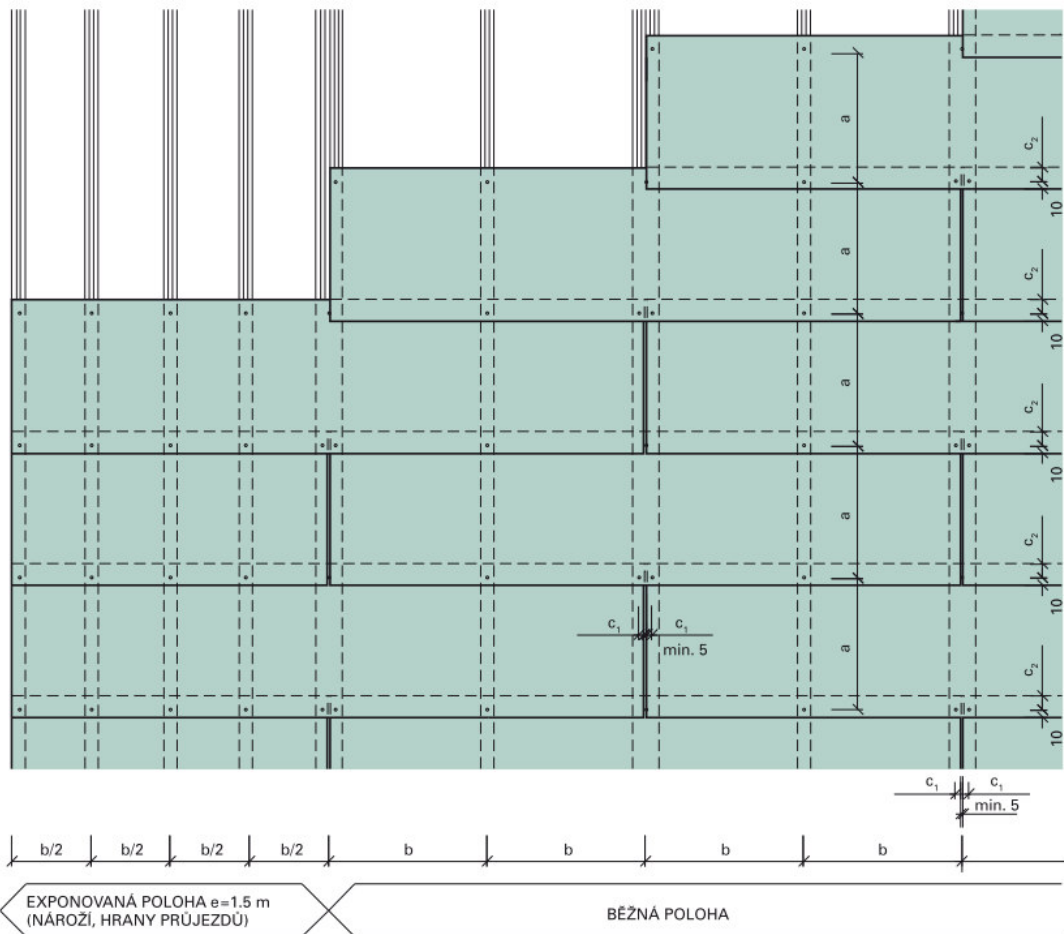 a
c₂
10
a
c₂
10
a
c₂
10
a
c₂
10
c₁ c₁
min. 5
a
c₂
10
c₁ c₁
min. 5
b/2 b/2 b/2 b/2 b b b b
EXPONOVANÁ POLOHA e=1.5 m
(NÁROŽÍ, HRANY PRŮJEZDŮ)
BĚŽNÁ POLOHA